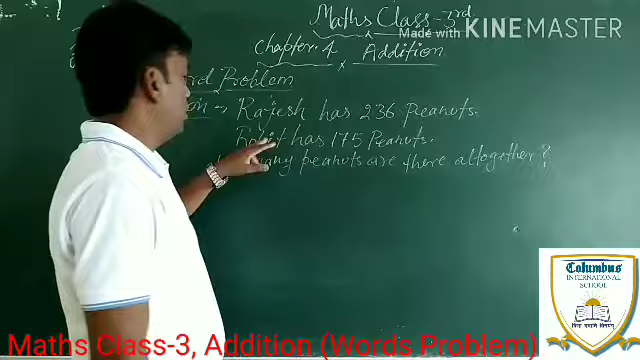 Maths Class-3rd
Made with KINEMASTER
Chapter-4 Addition
Problem
→ Rajesh has 236 Peanuts.
Rohit has 175 Peanuts.
many peanuts are there altogether?
Columbus
INTERNATIONAL
SCHOOL
Maths Class-3, Addition (Words Problem)